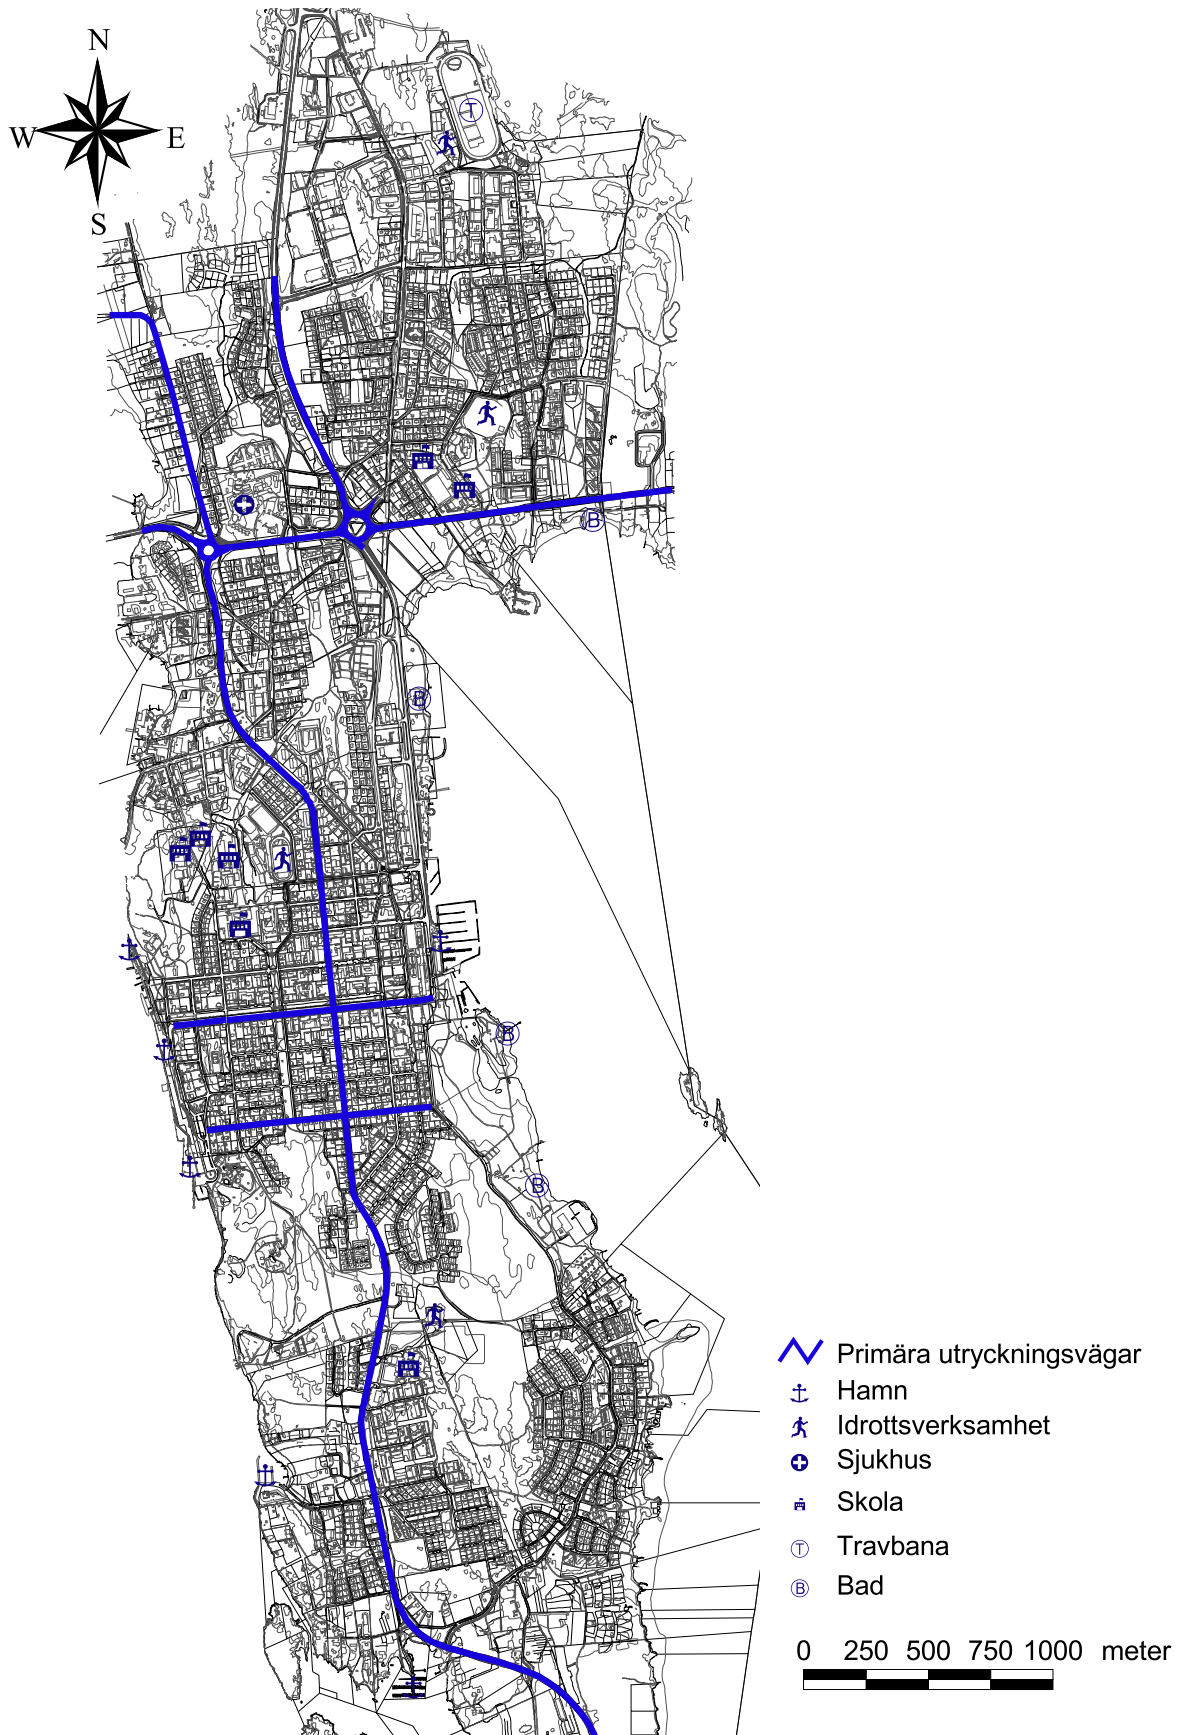 N
W
E
S
T
B
B
B
B
Primära utryckningsvägar
Hamn
Idrottsverksamhet
Sjukhus
Skola
T Travbana
B Bad
0 250 500 750 1000 meter